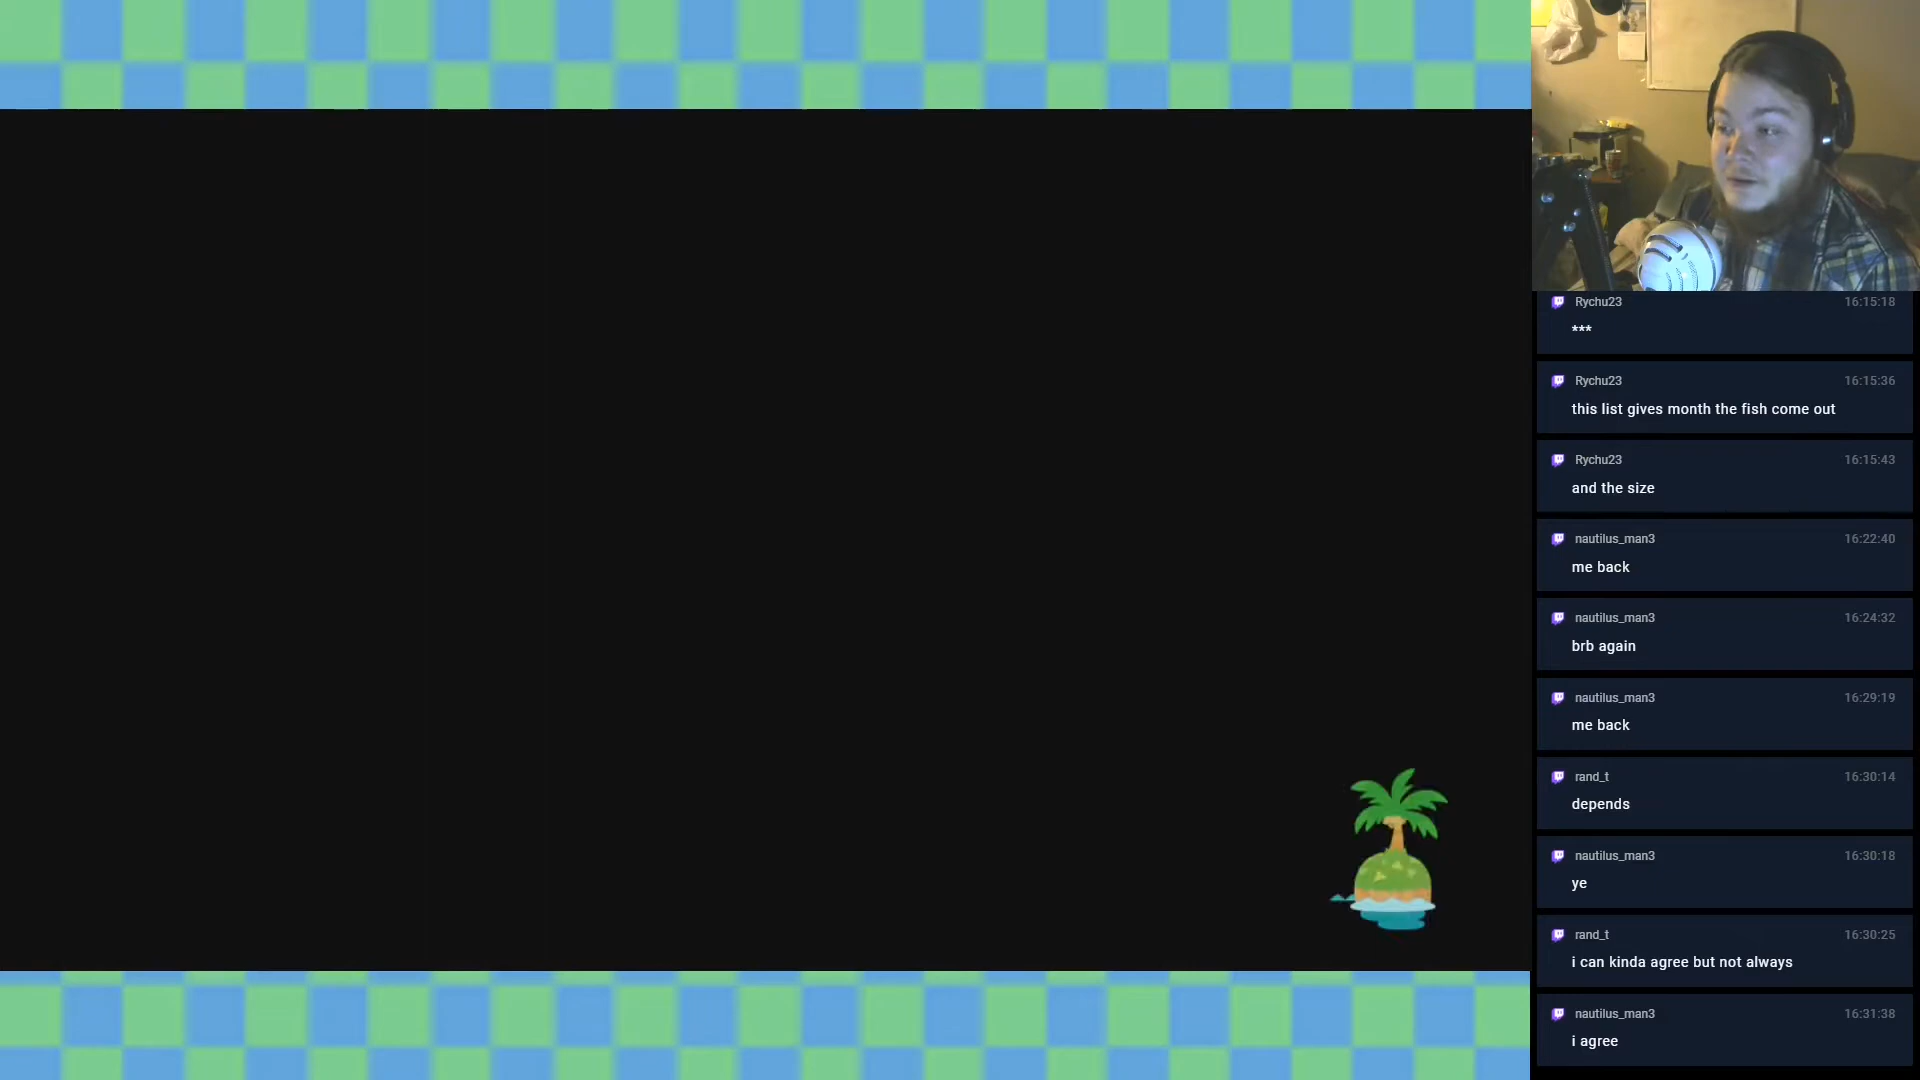 Rychu23 16:15:18
***
Rychu23 16:15:36
this list gives month the fish come out
Rychu23 16:15:43
and the size
nautilus_man3 16:22:40
me back
nautilus_man3 16:24:32
brb again
nautilus_man3 16:29:19
me back
rand_t 16:30:14
depends
nautilus_man3 16:30:18
ye
rand_t 16:30:25
i can kinda agree but not always
nautilus_man3 16:31:38
i agree